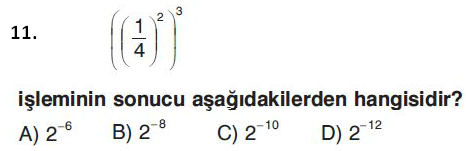 11. ((1/4)²)³
işleminin sonucu aşağıdakilerden hangisidir?
A) 2⁻⁶ B) 2⁻⁸ C) 2⁻¹⁰ D) 2⁻¹²